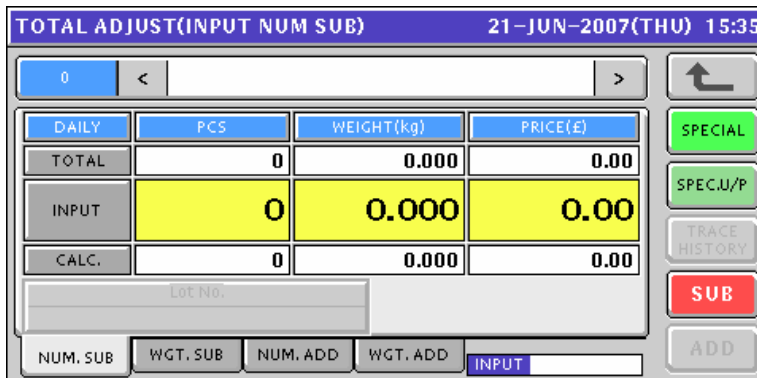 TOTAL ADJUST(INPUT NUM SUB) 21-JUN-2007(THU) 15:35
0 < >
DAILY PCS WEIGHT(kg) PRICE(£) SPECIAL
TOTAL 0 0.000 0.00
INPUT 0 0.000 0.00 SPEC.U/P
TRACE
HISTORY
CALC. 0 0.000 0.00
Lot No. SUB
NUM. SUB WGT. SUB NUM. ADD WGT. ADD INPUT ADD